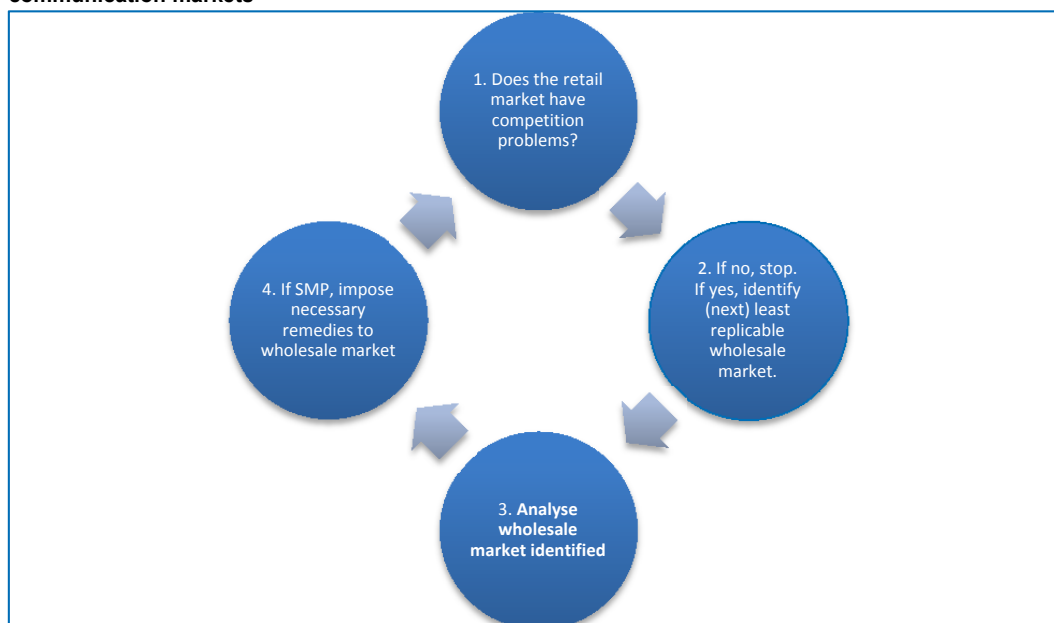 communication markets
1. Does the retail
market have
competition
problems?
2. If no, stop.
If yes, identify
(next) least
replicable
wholesale
market.
3. Analyse
wholesale
market identified
4. If SMP, impose
necessary
remedies to
wholesale market